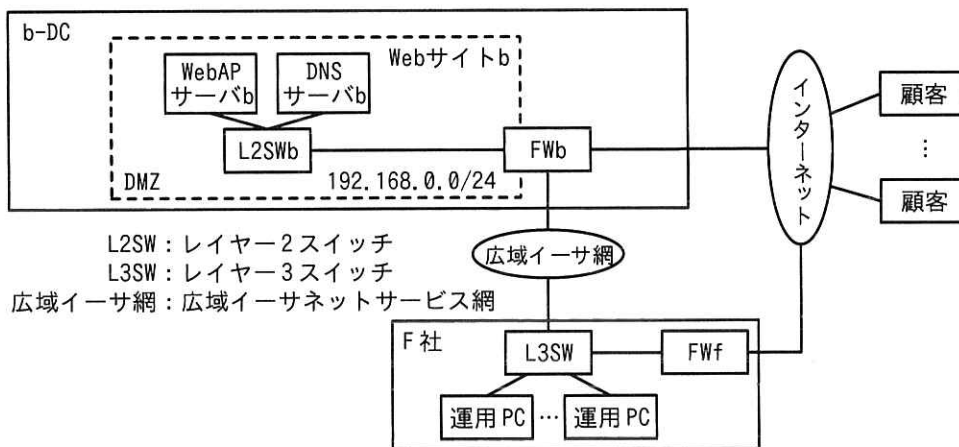 b-DC
Webサイトb
WebAP
サーバb
DNS
サーバb
L2SWb
FWb
DMZ
192.168.0.0/24
インターネット
顧客
⋮
顧客
L2SW：レイヤー2スイッチ
L3SW：レイヤー3スイッチ
広域イーサ網：広域イーサネットサービス網
広域イーサ網
F社
L3SW
FWf
運用PC … 運用PC